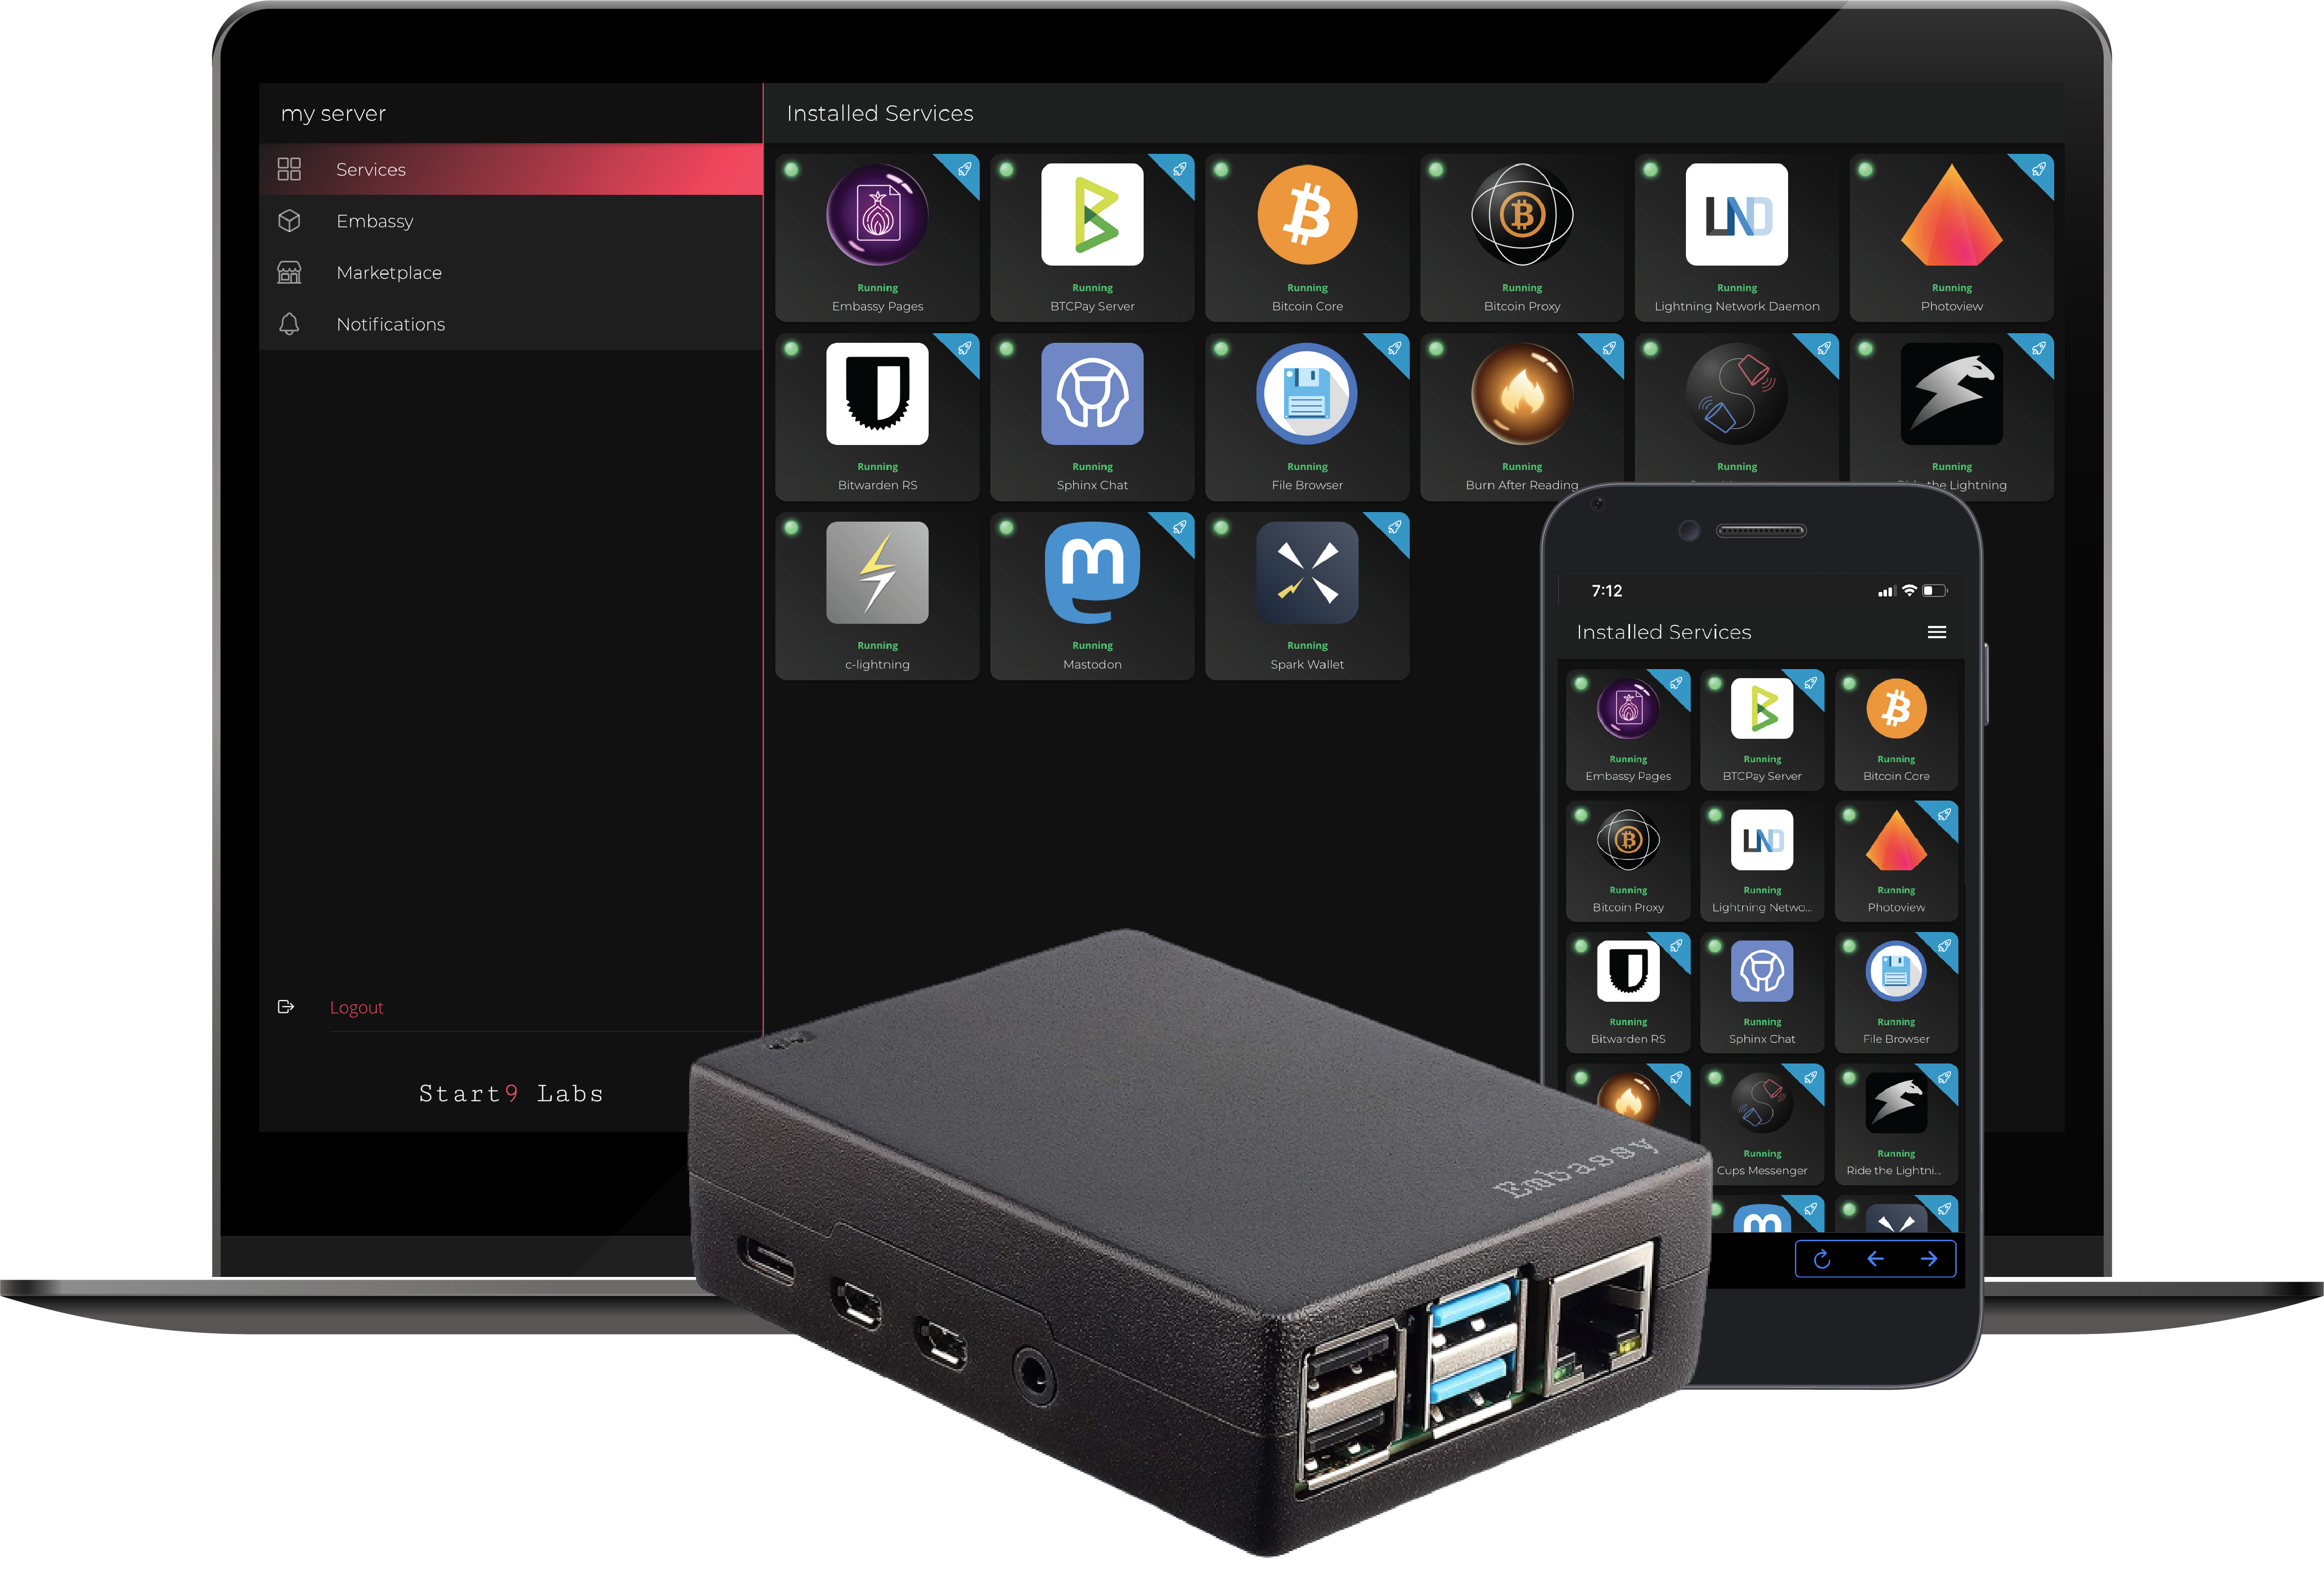 my server
Installed Services
Services
Embassy
Marketplace
Notifications
Running
Embassy Pages
Running
BTCPay Server
Running
Bitcoin Core
Running
Bitcoin Proxy
LND
Running
Lightning Network Daemon
Running
Photoview
Running
Bitwarden RS
Running
Sphinx Chat
Running
File Browser
Running
Burn After Reading
Running
Running
the Lightning
Running
c-lightning
m
Running
Mastodon
Running
Spark Wallet
Logout
Start9 Labs
7:12
Installed Services
Running
Embassy Pages
Running
BTCPay Server
Running
Bitcoin Core
Running
Bitcoin Proxy
LND
Running
Lightning Netwo...
Running
Photoview
Running
Bitwarden RS
Running
Sphinx Chat
Running
File Browser
Running
Cups Messenger
Running
Ride the Lightni...
m
Embassy